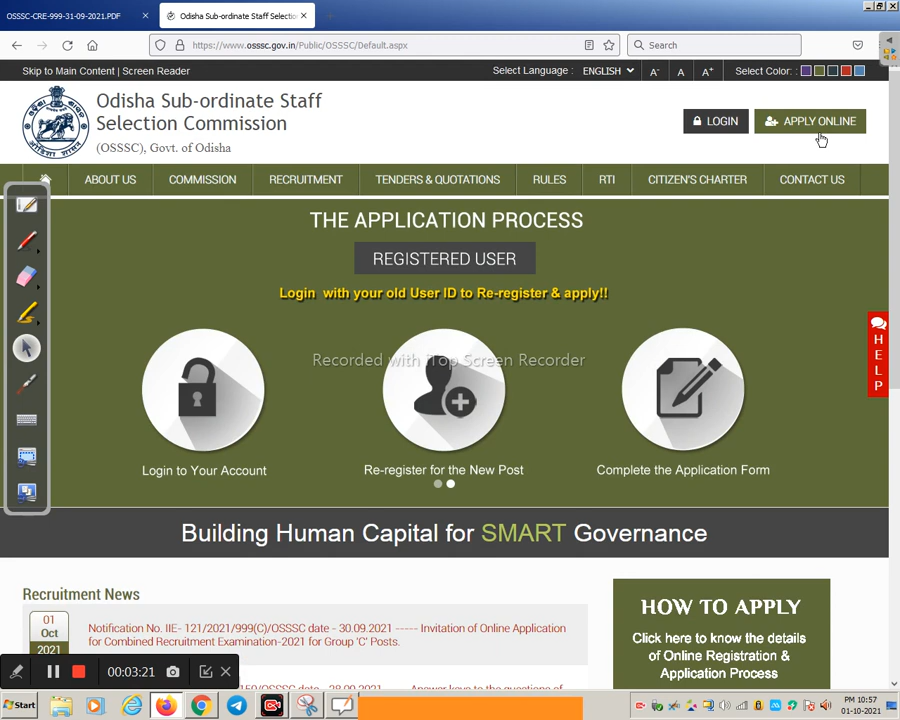 OSSSC-CRE-999-31-09-2021.PDF
Odisha Sub-ordinate Staff Selectio
https://www.osssc.gov.in/Public/OSSSC/Default.aspx
Search
Skip to Main Content | Screen Reader
Select Language :
ENGLISH
A-
A
A+
Select Color:
Odisha Sub-ordinate Staff
Selection Commission
(OSSSC), Govt. of Odisha
LOGIN
APPLY ONLINE
ABOUT US
COMMISSION
RECRUITMENT
TENDERS & QUOTATIONS
RULES
RTI
CITIZEN'S CHARTER
CONTACT US
THE APPLICATION PROCESS
REGISTERED USER
Login with your old User ID to Re-register & apply!!
Recorded with iTop Screen Recorder
HELP
Login to Your Account
Re-register for the New Post
Complete the Application Form
Building Human Capital for SMART Governance
Recruitment News
01
Oct
2021
Notification No. IIE- 121/2021/999(C)/OSSSC date - 30.09.2021 ----- Invitation of Online Application
for Combined Recruitment Examination-2021 for Group 'C' Posts.
HOW TO APPLY
Click here to know the details
of Online Registration &
Application Process
00:03:21
Start
PM 10:57
01-10-2021